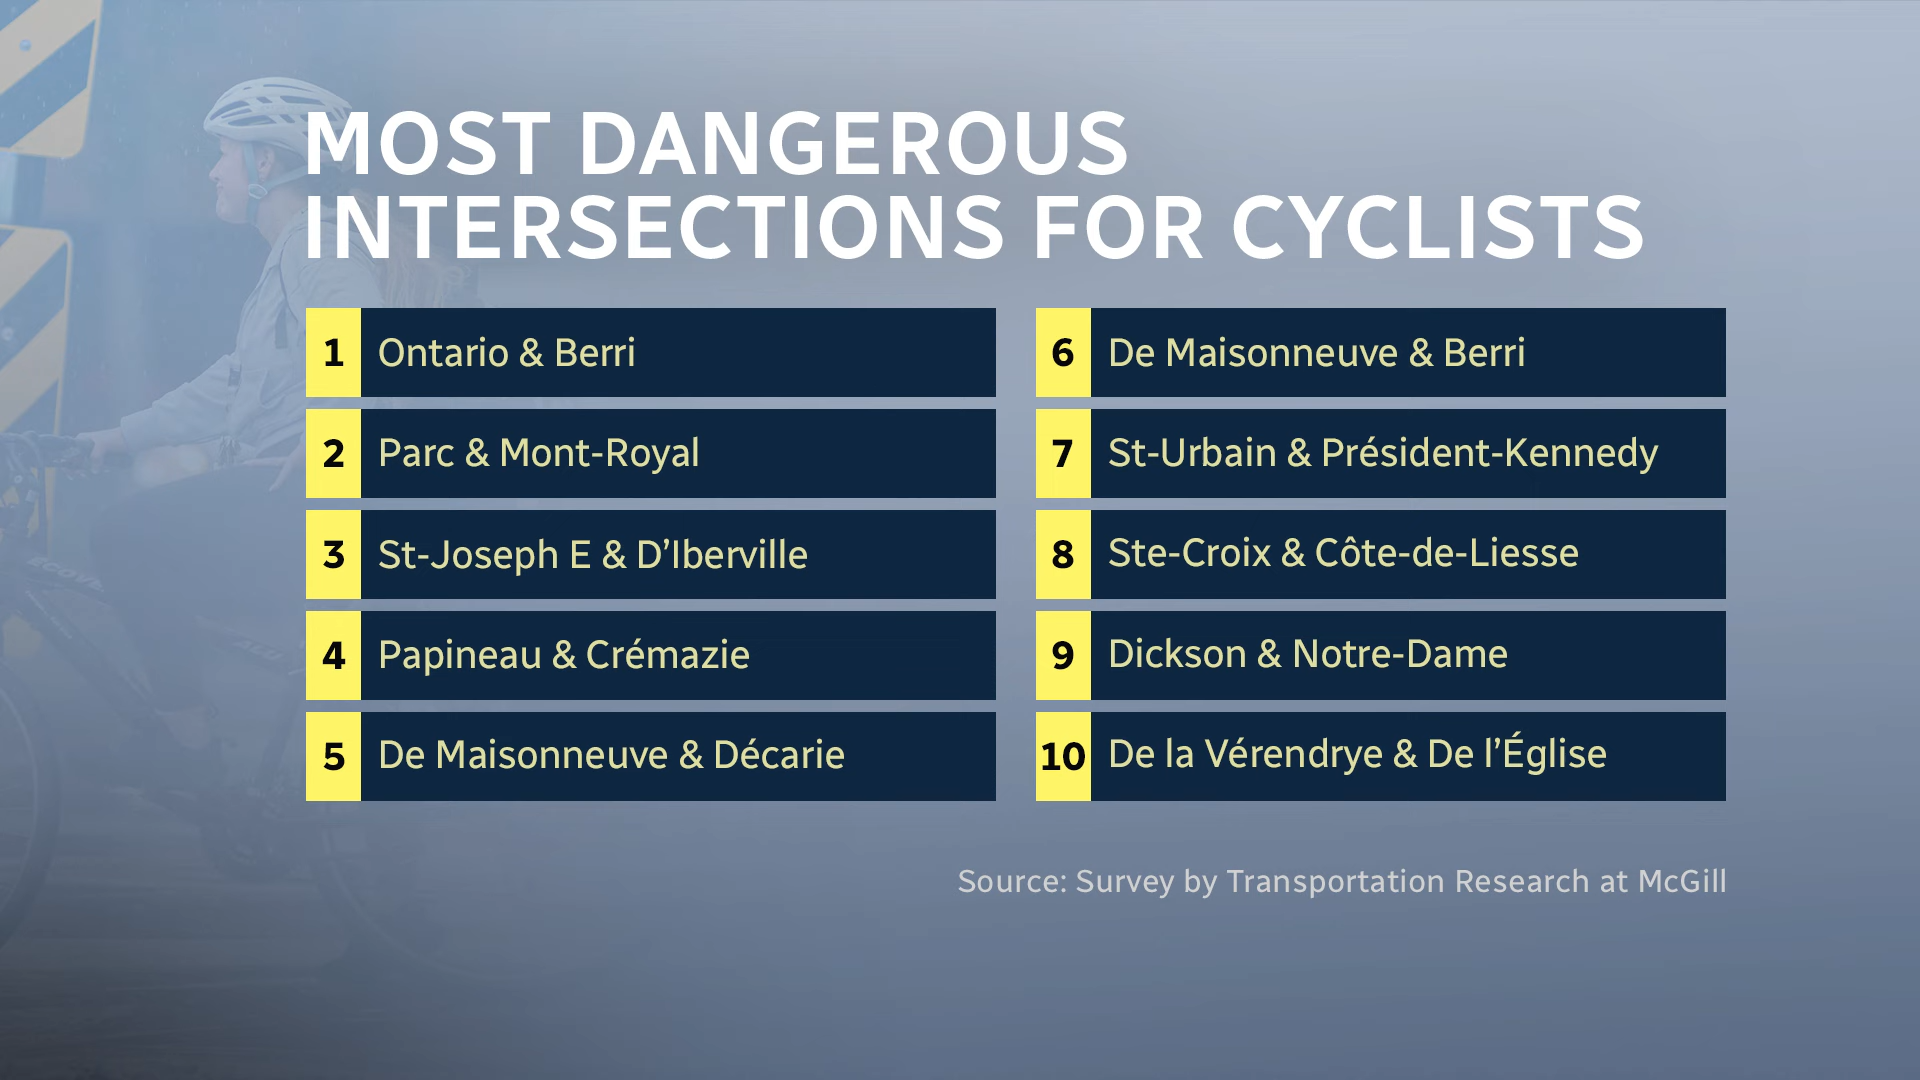 MOST DANGEROUS
INTERSECTIONS FOR CYCLISTS
1 Ontario & Berri
2 Parc & Mont-Royal
3 St-Joseph E & D’Iberville
4 Papineau & Crémazie
5 De Maisonneuve & Décarie
6 De Maisonneuve & Berri
7 St-Urbain & Président-Kennedy
8 Ste-Croix & Côte-de-Liesse
9 Dickson & Notre-Dame
10 De la Vérendrye & De l’Église
Source: Survey by Transportation Research at McGill